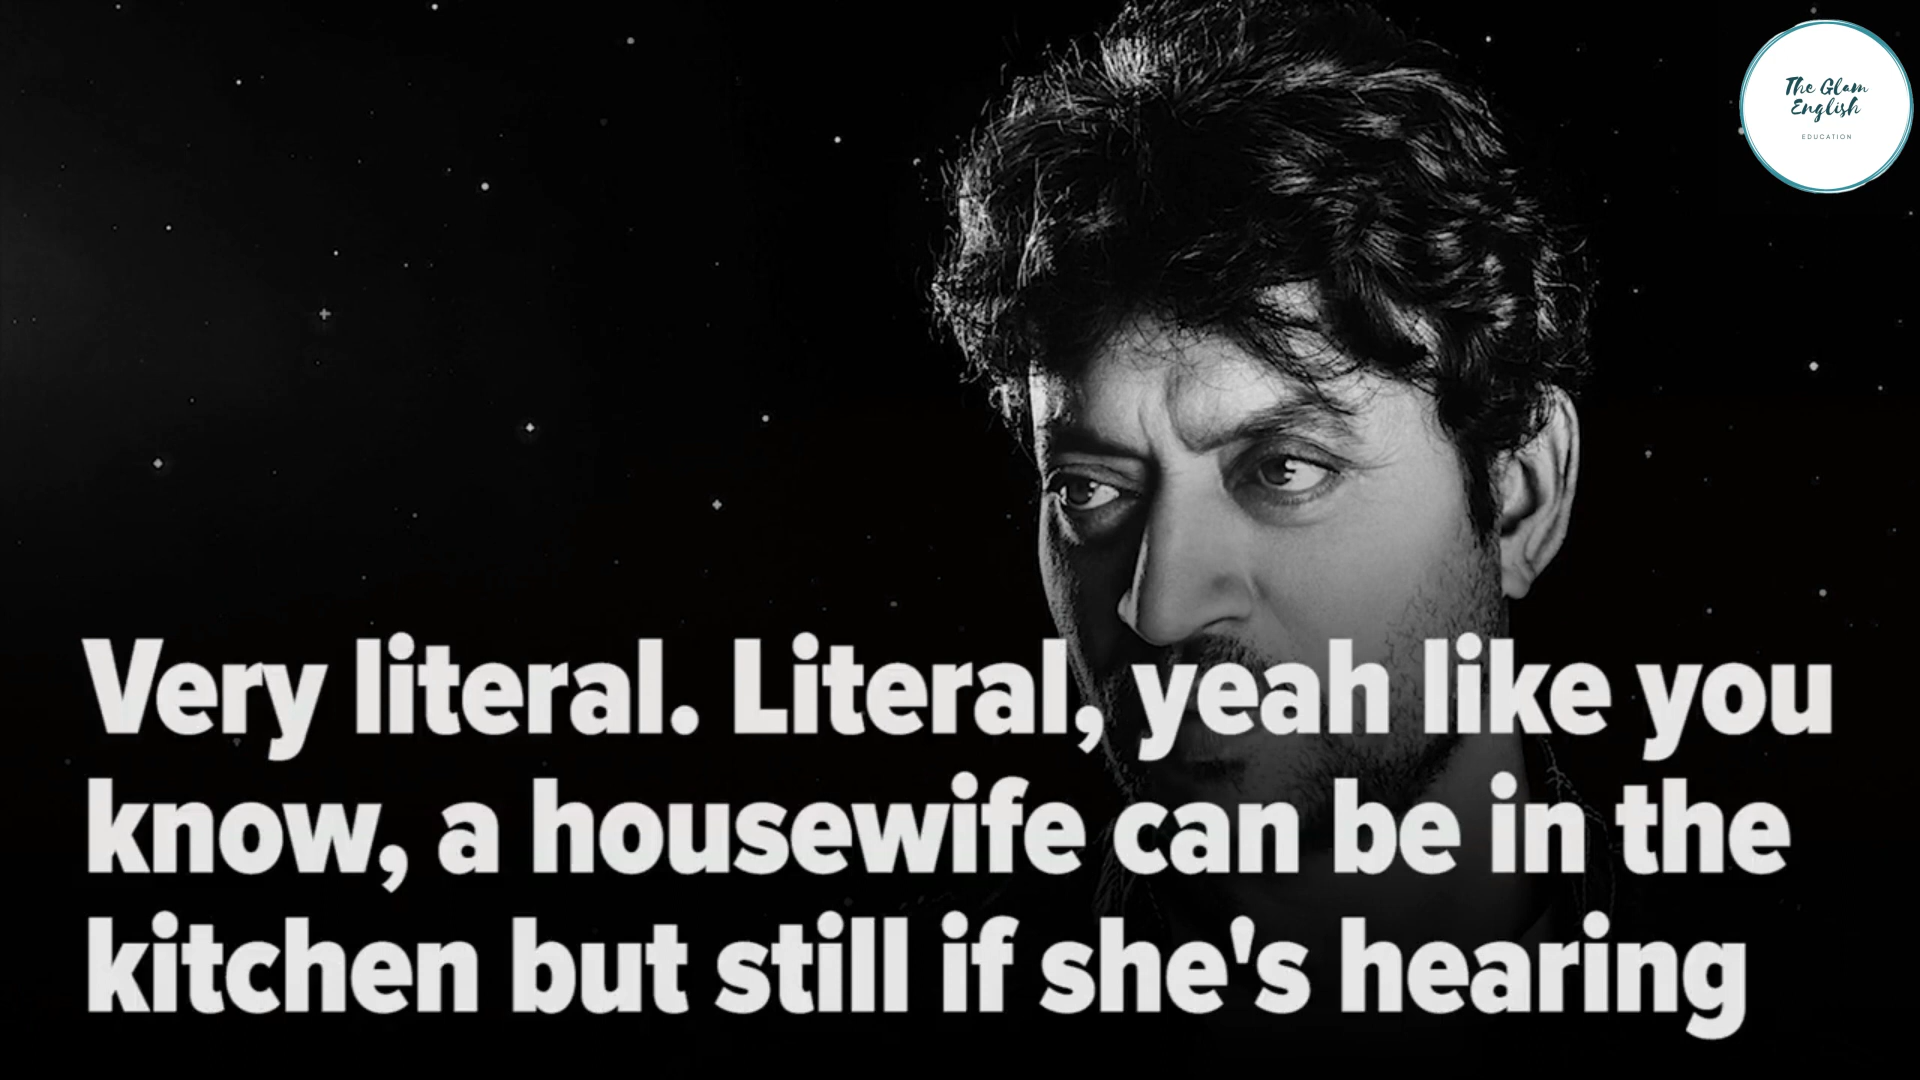 The Glam
English
EDUCATION
Very literal. Literal, yeah like you
know, a housewife can be in the
kitchen but still if she's hearing